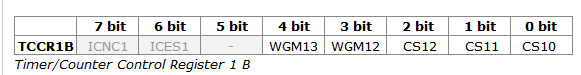 7 bit 6 bit 5 bit 4 bit 3 bit 2 bit 1 bit 0 bit
TCCR1B ICNC1 ICES1 - WGM13 WGM12 CS12 CS11 CS10
Timer/Counter Control Register 1 B